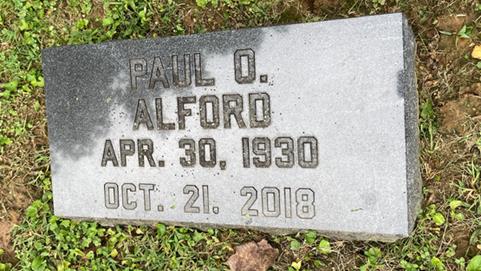 PAUL O.
ALFORD
APR. 30, 1930
OCT. 21, 2018